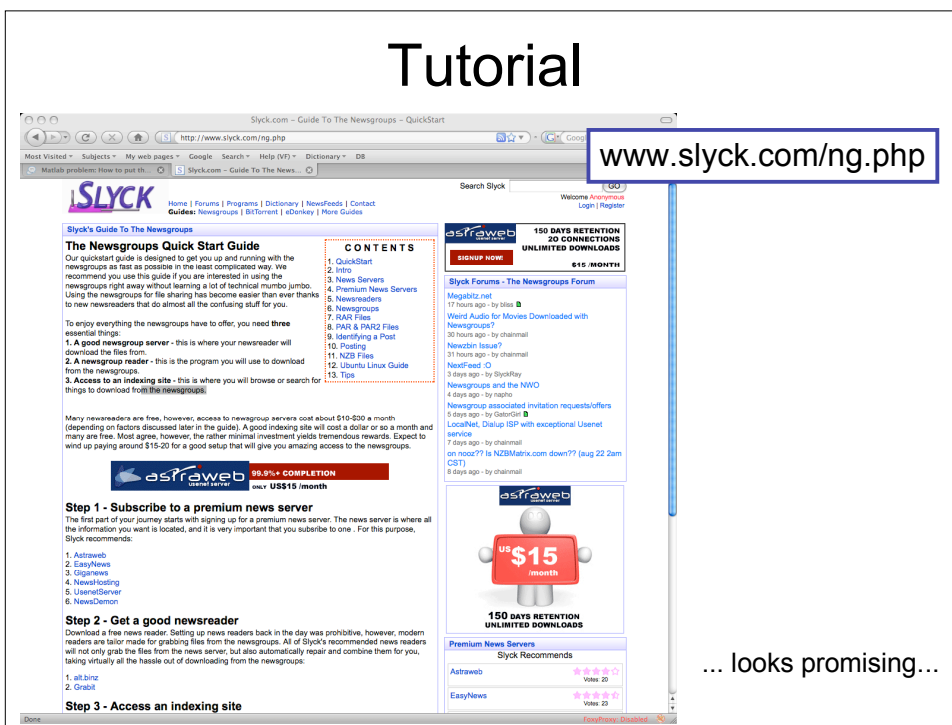 Tutorial
Slyck.com – Guide To The Newsgroups – QuickStart
http://www.slyck.com/ng.php
Most Visited Subjects My web pages Google Search Help (VF) Dictionary DB
Matlab problem: How to put th... Slyck.com – Guide To The News...
www.slyck.com/ng.php
SLYCK
Home | Forums | Programs | Dictionary | NewsFeeds | Contact
Guides: Newsgroups | BitTorrent | eDonkey | More Guides
Search Slyck GO
Welcome Anonymous
Login | Register
Slyck's Guide To The Newsgroups
The Newsgroups Quick Start Guide
Our quickstart guide is designed to get you up and running with the
newsgroups as fast as possible in the least complicated way. We
recommend you use this guide if you are interested in using the
newsgroups right away without learning a lot of technical mumbo jumbo.
Using the newsgroups for file sharing has become easier than ever thanks
to new newsreaders that do almost all the confusing stuff for you.
To enjoy everything the newsgroups have to offer, you need three
essential things:
1. A good newsgroup server - this is where your newsreader will
download the files from.
2. A newsgroup reader - this is the program you will use to download
from the newsgroups.
3. Access to an indexing site - this is where you will browse or search for
things to download from the newsgroups.
CONTENTS
1. QuickStart
2. Intro
3. News Servers
4. Premium News Servers
5. Newsreaders
6. Newsgroups
7. RAR Files
8. PAR & PAR2 Files
9. Identifying a Post
10. Posting
11. NZB Files
12. Ubuntu Linux Guide
13. Tips
Many newsreaders are free, however, access to newsgroup servers cost about $10-$30 a month
(depending on factors discussed later in the guide). A good indexing site will cost a dollar or so a month and
many are free. Most agree, however, the rather minimal investment yields tremendous rewards. Expect to
wind up paying around $15-20 for a good setup that will give you amazing access to the newsgroups.
astraweb
usenet server
99.9%+ COMPLETION
ONLY US$15 /month
Step 1 - Subscribe to a premium news server
The first part of your journey starts with signing up for a premium news server. The news server is where all
the information you want is located, and it is very important that you subsribe to one . For this purpose,
Slyck recommends:
1. Astraweb
2. EasyNews
3. Giganews
4. NewsHosting
5. UsenetServer
6. NewsDemon
Step 2 - Get a good newsreader
Download a free news reader. Setting up news readers back in the day was prohibitive, however, modern
readers are tailor made for grabbing files from the newsgroups. All of Slyck's recommended news readers
will not only grab the files from the news server, but also automatically repair and combine them for you,
taking virtually all the hassle out of downloading from the newsgroups:
1. alt.binz
2. Grabit
Step 3 - Access an indexing site
astraweb
usenet server
SIGNUP NOW!
150 DAYS RETENTION
20 CONNECTIONS
UNLIMITED DOWNLOADS
$15 /MONTH
Slyck Forums - The Newsgroups Forum
Megabitz.net
17 hours ago - by bliss
Weird Audio for Movies Downloaded with
Newsgroups?
30 hours ago - by chainmail
Newzbin Issue?
31 hours ago - by chainmail
NextFeed :O
3 days ago - by SlyckRay
Newsgroups and the NWO
4 days ago - by napho
Newsgroup associated invitation requests/offers
5 days ago - by GatorGirl
LocalNet, Dialup ISP with exceptional Usenet
service
7 days ago - by chainmail
on nooz?? Is NZBMatrix.com down?? (aug 22 2am
CST)
8 days ago - by chainmail
astraweb
usenet server
US$15
/month
150 DAYS RETENTION
UNLIMITED DOWNLOADS
Premium News Servers
Slyck Recommends
Astraweb
Votes: 20
EasyNews
Votes: 23
... looks promising...
Done
FoxyProxy: Disabled